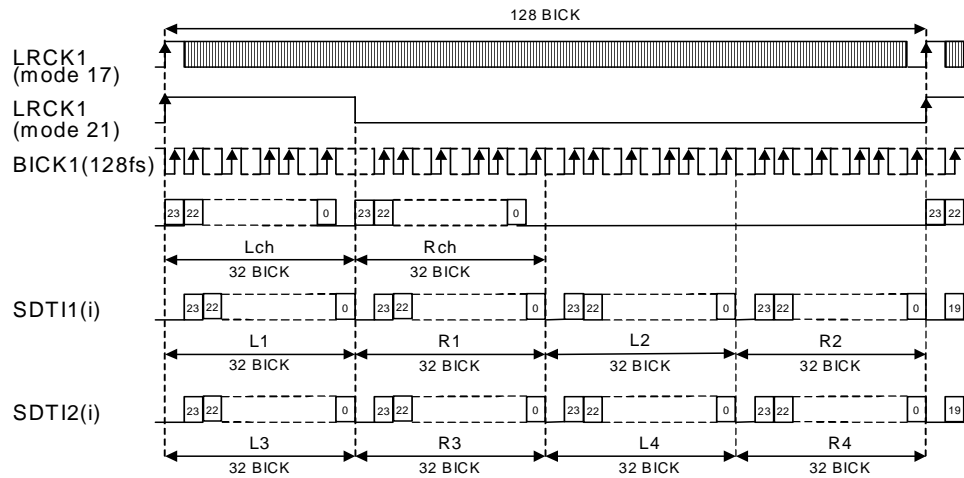 128 BICK
LRCK1
(mode 17)
LRCK1
(mode 21)
BICK1(128fs)
23 22 0 23 22 0 23 22
Lch Rch
32 BICK 32 BICK
SDTI1(i)
23 22 0 23 22 0 23 22 0 23 22 0 19
L1 R1 L2 R2
32 BICK 32 BICK 32 BICK 32 BICK
SDTI2(i)
23 22 0 23 22 0 23 22 0 23 22 0 19
L3 R3 L4 R4
32 BICK 32 BICK 32 BICK 32 BICK